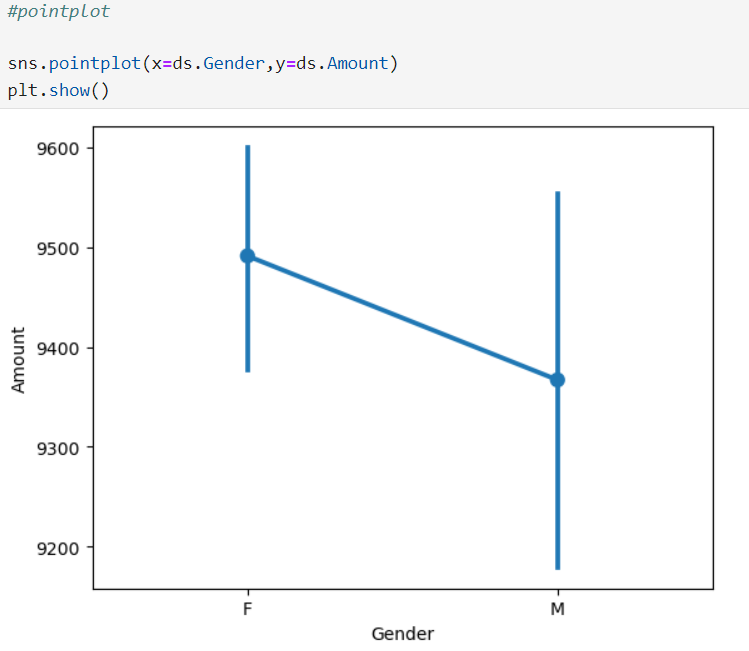 #pointplot
sns.pointplot(x=ds.Gender,y=ds.Amount)
plt.show()
9600
9500
9400
9300
9200
Amount
F M
Gender